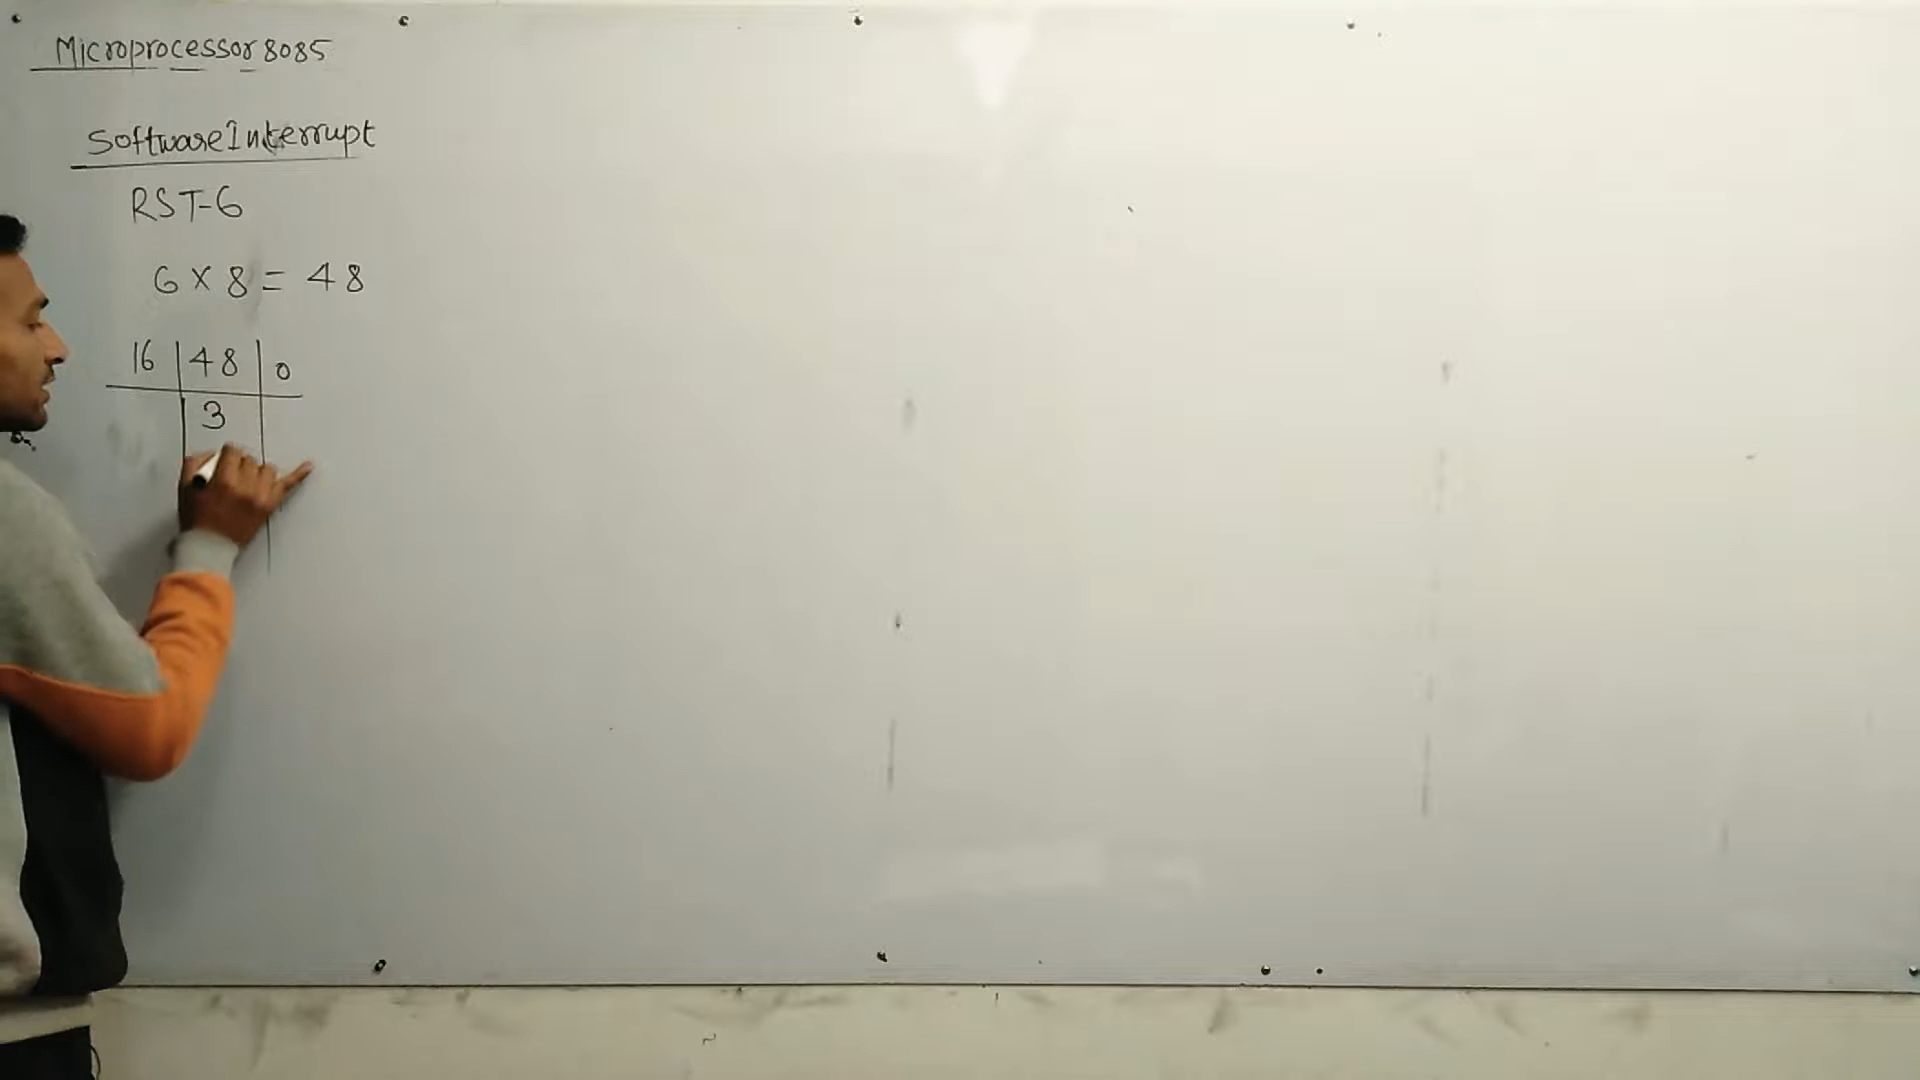 Microprocessor 8085
Software Interrupt
RST-6
6 × 8 = 48
16 | 48 | 0
3